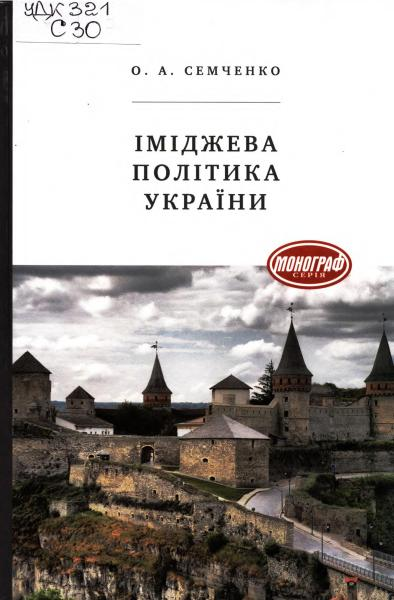 УДК 321
С30
О. А. СЕМЧЕНКО
ІМІДЖЕВА
ПОЛІТИКА
УКРАЇНИ
МОНОГРАФ
СЕРІЯ